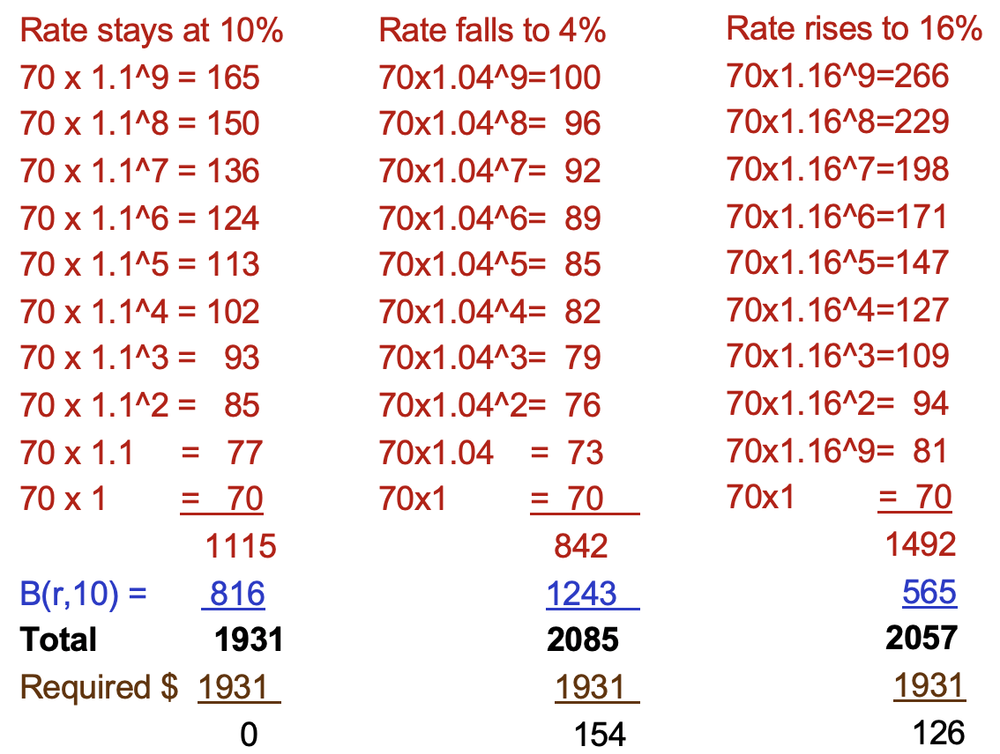 Rate stays at 10% Rate falls to 4% Rate rises to 16%
70 x 1.1^9 = 165 70x1.04^9=100 70x1.16^9=266
70 x 1.1^8 = 150 70x1.04^8= 96 70x1.16^8=229
70 x 1.1^7 = 136 70x1.04^7= 92 70x1.16^7=198
70 x 1.1^6 = 124 70x1.04^6= 89 70x1.16^6=171
70 x 1.1^5 = 113 70x1.04^5= 85 70x1.16^5=147
70 x 1.1^4 = 102 70x1.04^4= 82 70x1.16^4=127
70 x 1.1^3 = 93 70x1.04^3= 79 70x1.16^3=109
70 x 1.1^2 = 85 70x1.04^2= 76 70x1.16^2= 94
70 x 1.1 = 77 70x1.04 = 73 70x1.16^9= 81
70 x 1 = 70 70x1 = 70 70x1 = 70
1115 842 1492
B(r,10) = 816 1243 565
Total 1931 2085 2057
Required $ 1931 1931 1931
0 154 126